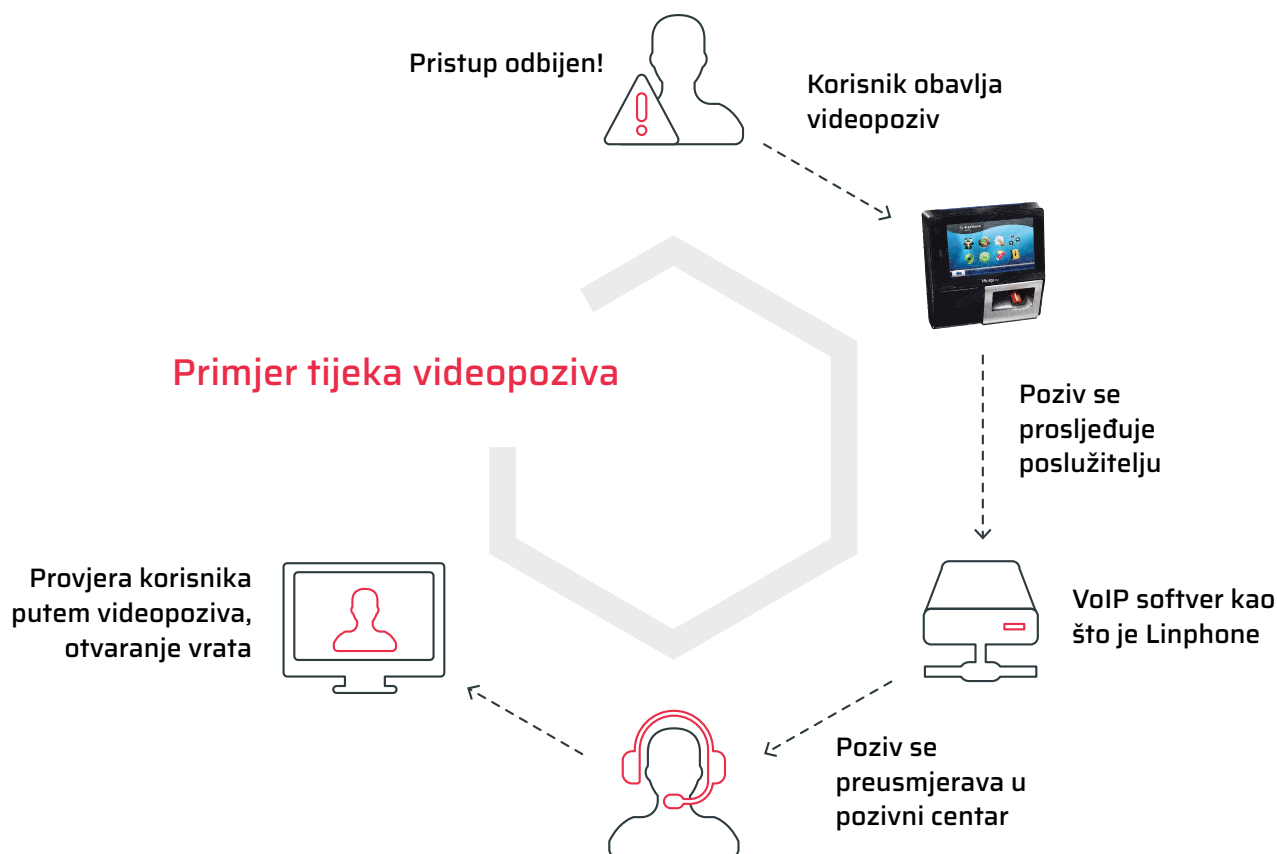 Pristup odbijen!
Korisnik obavlja
videopoziv
Primjer tijeka videopoziva
Poziv se
prosljeđuje
poslužitelju
VoIP softver kao
što je Linphone
Poziv se
preusmjerava u
pozivni centar
Provjera korisnika
putem videopoziva,
otvaranje vrata